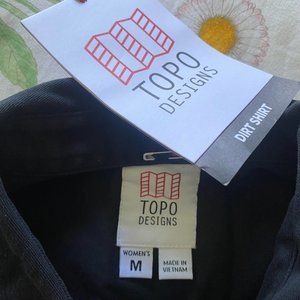 TOPO
DESIGNS
DIRT SHIRT
TOPO
DESIGNS
WOMEN'S
M
MADE IN
VIETNAM